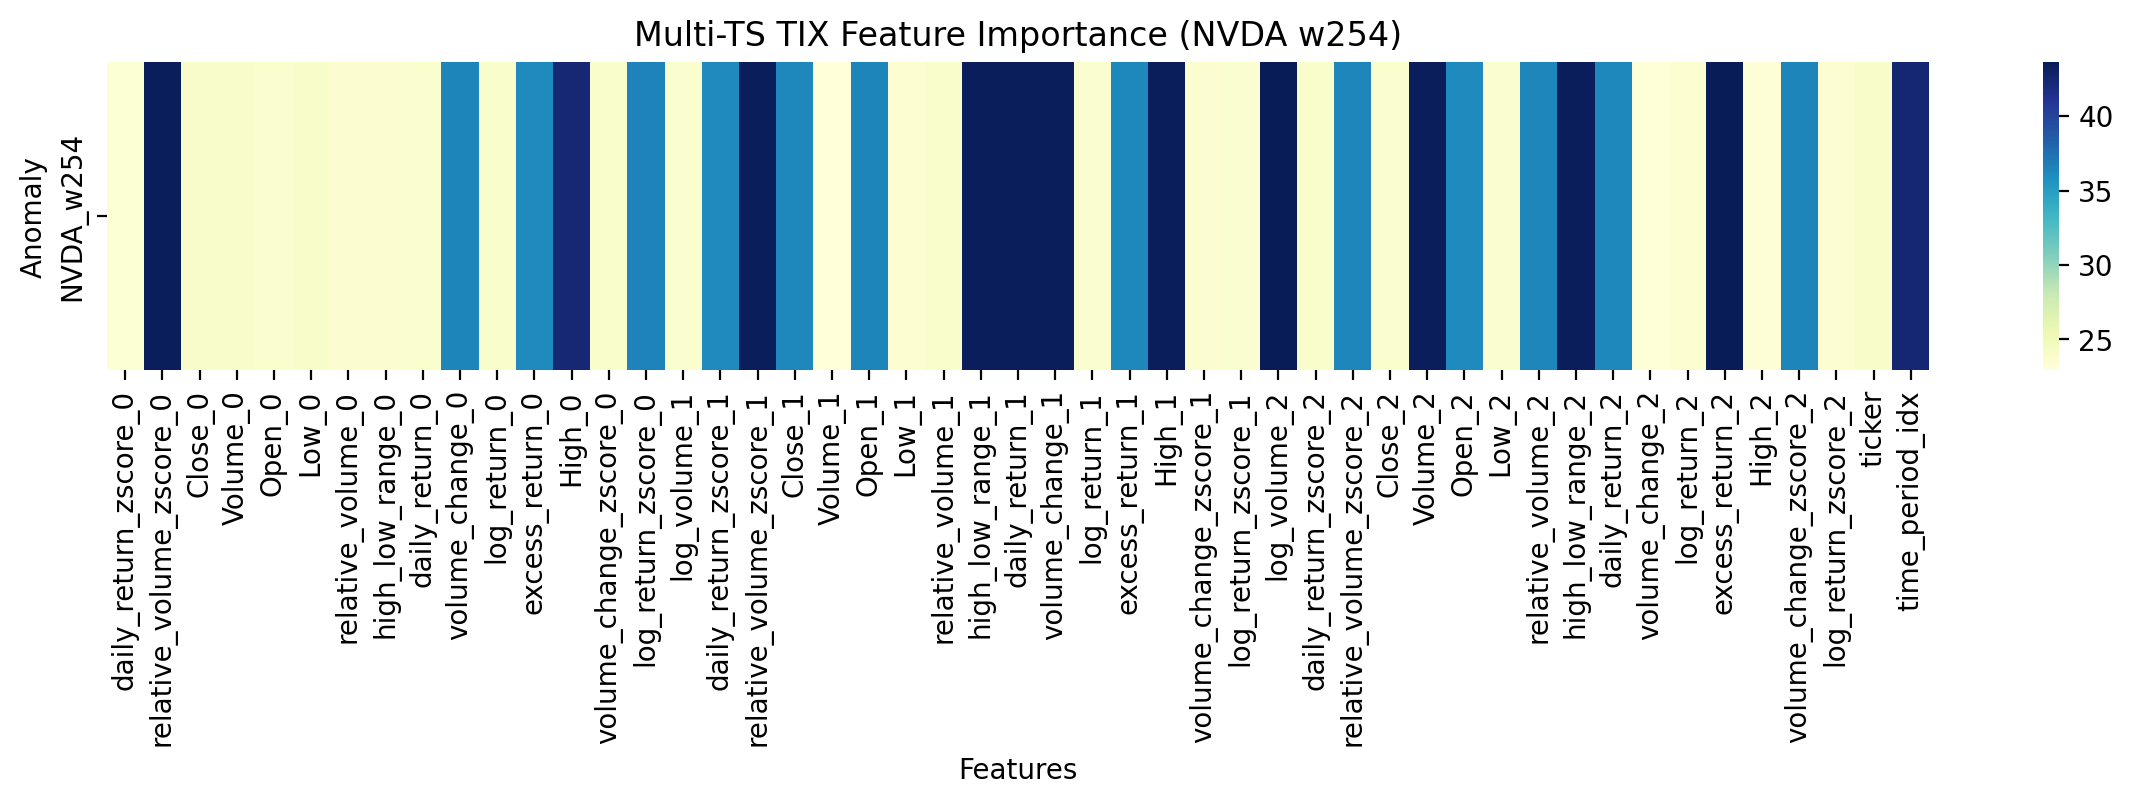 Multi-TS TIX Feature Importance (NVDA w254)
Anomaly
NVDA_w254
40
35
30
25
daily_return_zscore_0
relative_volume_zscore_0
Close_0
Volume_0
Open_0
Low_0
relative_volume_0
high_low_range_0
daily_return_0
volume_change_0
log_return_0
excess_return_0
High_0
volume_change_zscore_0
log_return_zscore_0
log_volume_1
daily_return_zscore_1
relative_volume_zscore_1
Close_1
Volume_1
Open_1
Low_1
relative_volume_1
high_low_range_1
daily_return_1
volume_change_1
log_return_1
excess_return_1
High_1
volume_change_zscore_1
log_return_zscore_1
log_volume_2
daily_return_zscore_2
relative_volume_zscore_2
Close_2
Volume_2
Open_2
Low_2
relative_volume_2
high_low_range_2
daily_return_2
volume_change_2
log_return_2
excess_return_2
High_2
volume_change_zscore_2
log_return_zscore_2
ticker
time_period_idx
Features